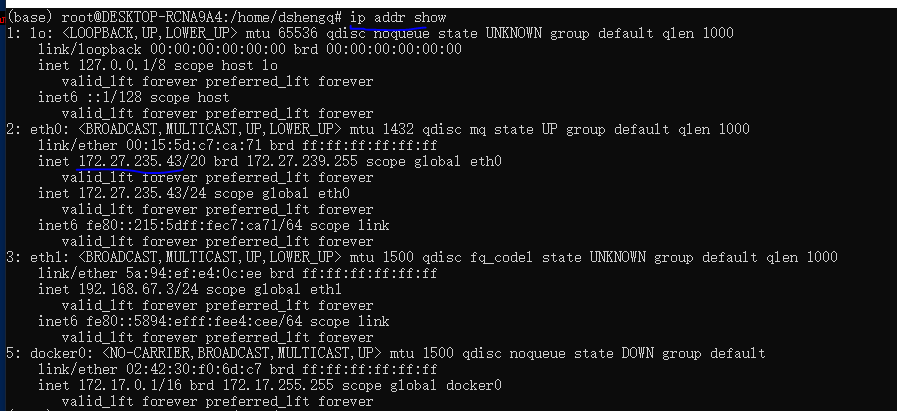 (base) root@DESKTOP-RCNA9A4:/home/dshengq# ip addr show
1: lo: <LOOPBACK,UP,LOWER_UP> mtu 65536 qdisc noqueue state UNKNOWN group default qlen 1000
link/loopback 00:00:00:00:00:00 brd 00:00:00:00:00:00
inet 127.0.0.1/8 scope host lo
valid_lft forever preferred_lft forever
inet6 ::1/128 scope host
valid_lft forever preferred_lft forever
2: eth0: <BROADCAST,MULTICAST,UP,LOWER_UP> mtu 1432 qdisc mq state UP group default qlen 1000
link/ether 00:15:5d:c7:ca:71 brd ff:ff:ff:ff:ff:ff
inet 172.27.235.43/20 brd 172.27.239.255 scope global eth0
valid_lft forever preferred_lft forever
inet 172.27.235.43/24 scope global eth0
valid_lft forever preferred_lft forever
inet6 fe80::215:5dff:fec7:ca71/64 scope link
valid_lft forever preferred_lft forever
3: eth1: <BROADCAST,MULTICAST,UP,LOWER_UP> mtu 1500 qdisc fq_codel state UNKNOWN group default qlen 1000
link/ether 5a:94:ef:e4:0c:ee brd ff:ff:ff:ff:ff:ff
inet 192.168.67.3/24 scope global eth1
valid_lft forever preferred_lft forever
inet6 fe80::5894:efff:fee4:cee/64 scope link
valid_lft forever preferred_lft forever
5: docker0: <NO-CARRIER,BROADCAST,MULTICAST,UP> mtu 1500 qdisc noqueue state DOWN group default
link/ether 02:42:30:f0:6d:c7 brd ff:ff:ff:ff:ff:ff
inet 172.17.0.1/16 brd 172.17.255.255 scope global docker0
valid_lft forever preferred_lft forever